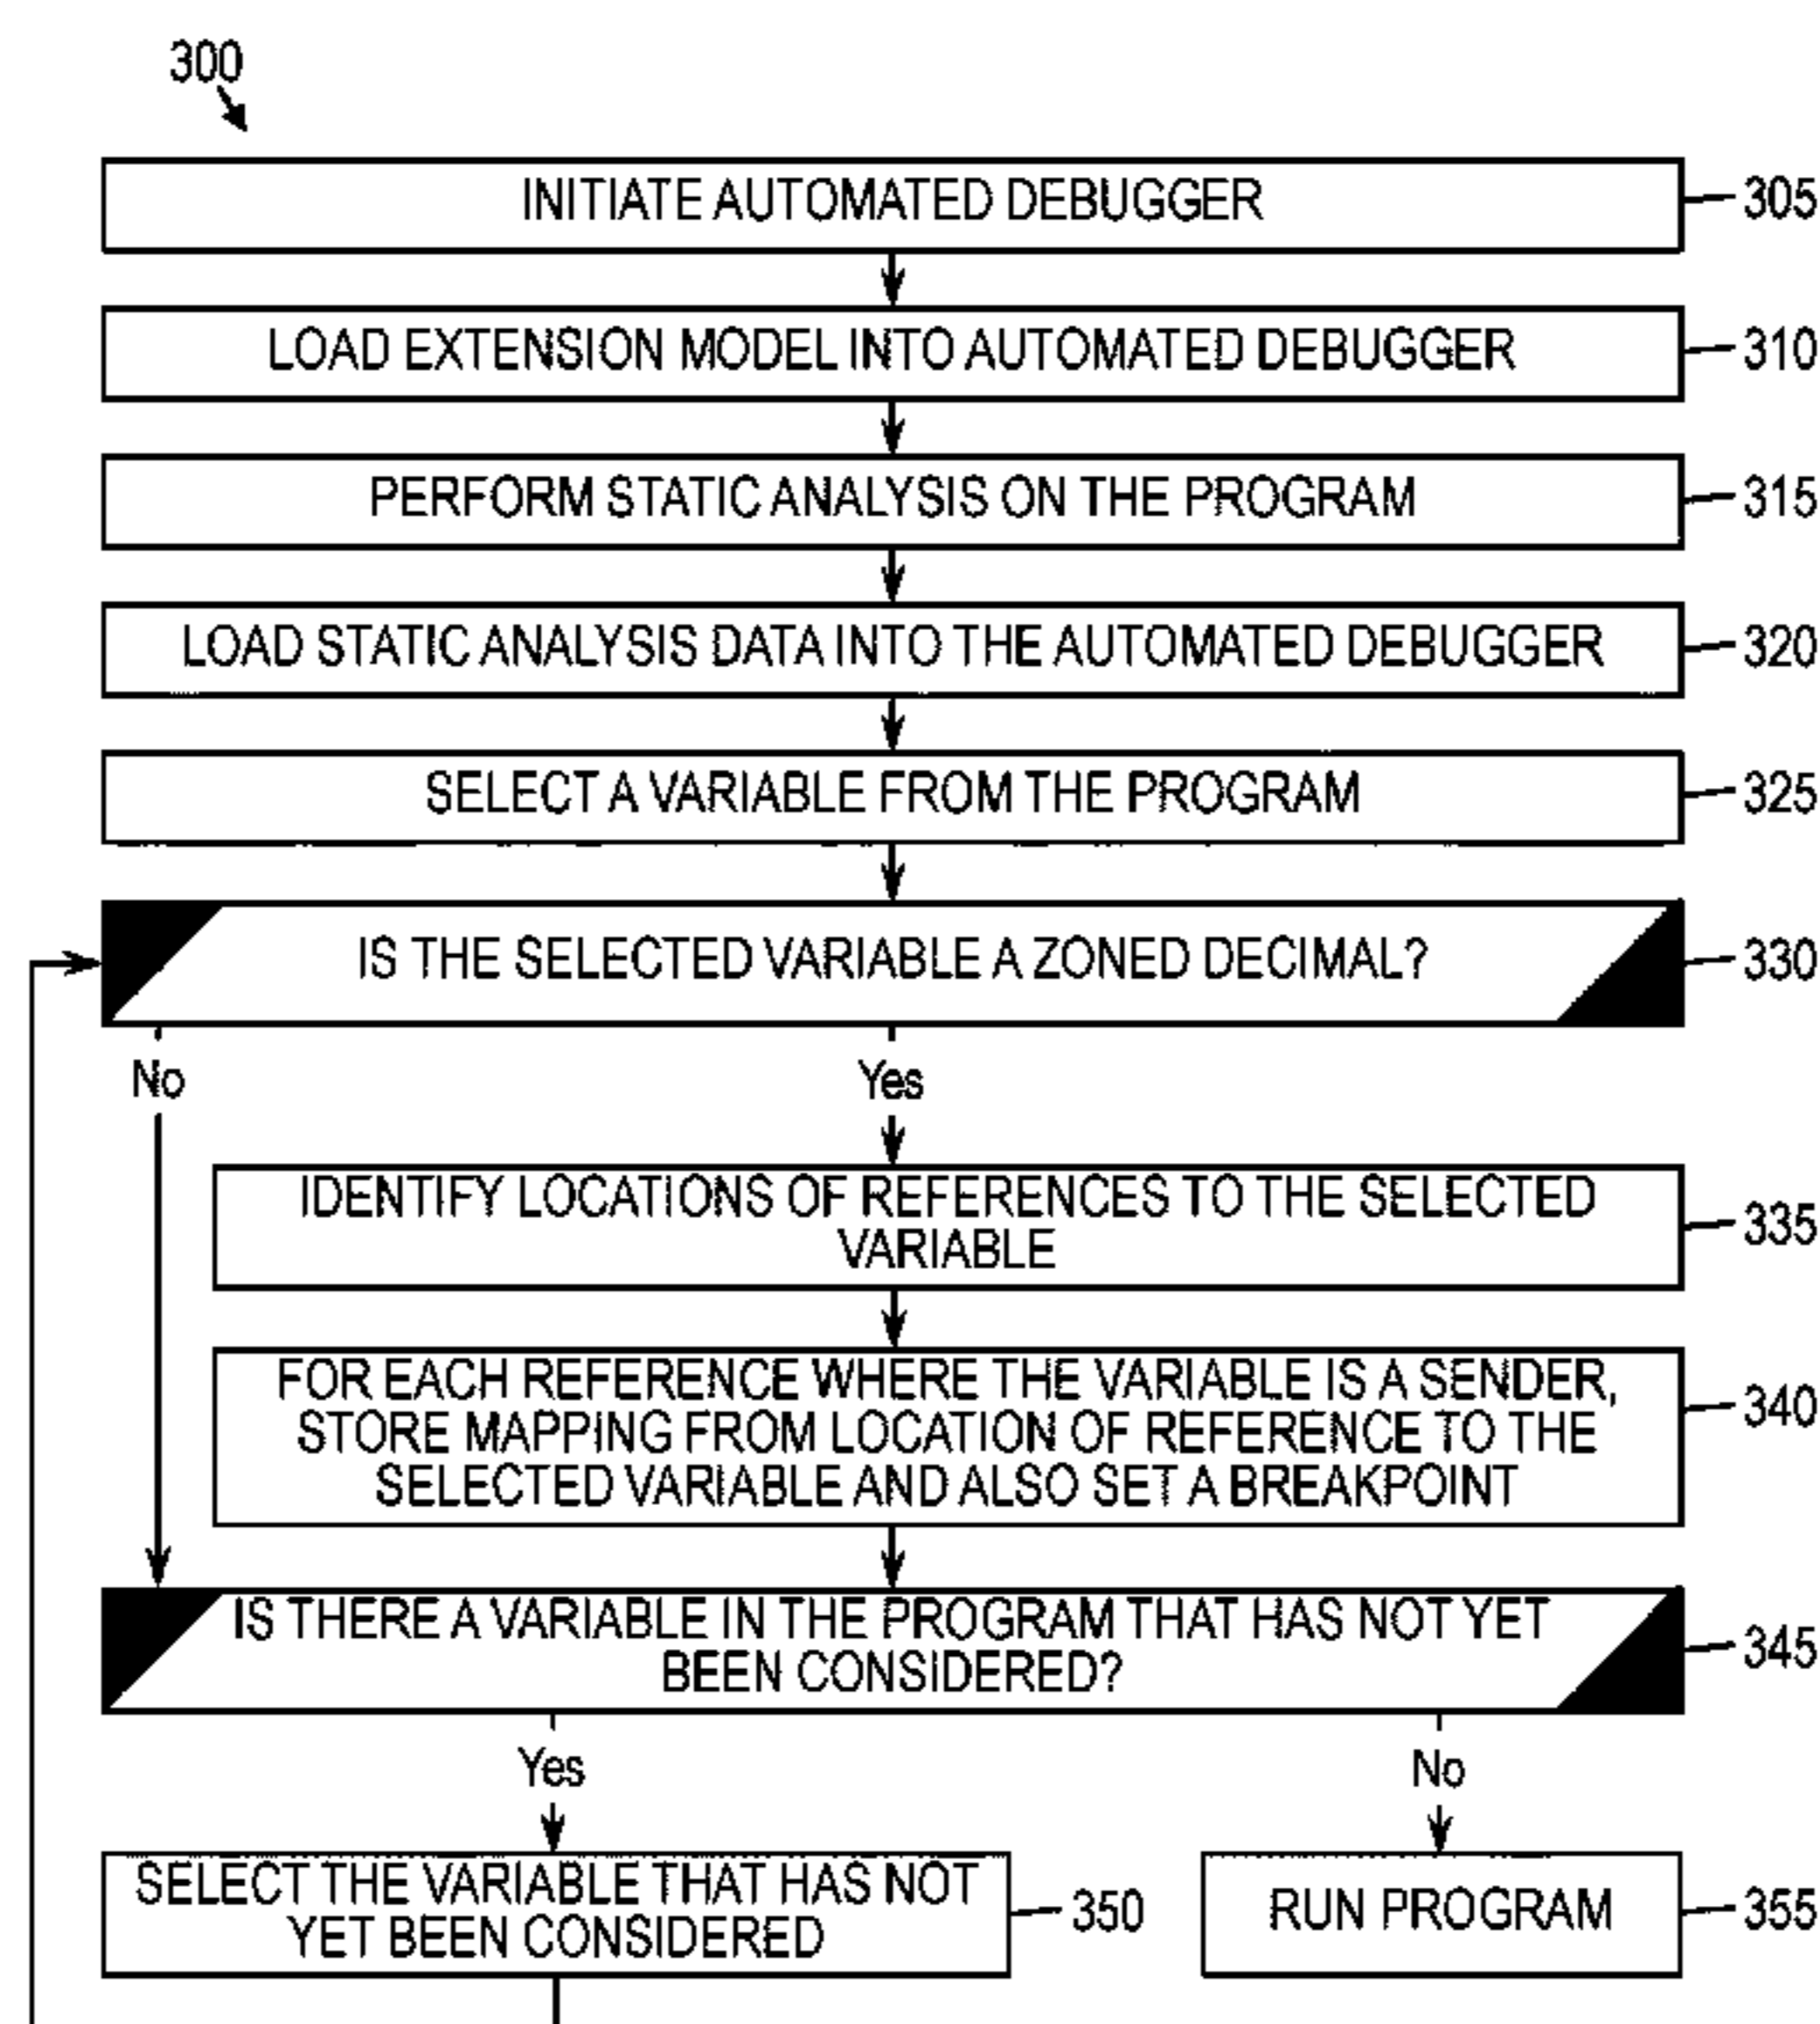 300
INITIATE AUTOMATED DEBUGGER
305
LOAD EXTENSION MODEL INTO AUTOMATED DEBUGGER
310
PERFORM STATIC ANALYSIS ON THE PROGRAM
315
LOAD STATIC ANALYSIS DATA INTO THE AUTOMATED DEBUGGER
320
SELECT A VARIABLE FROM THE PROGRAM
325
IS THE SELECTED VARIABLE A ZONED DECIMAL?
330
No
Yes
IDENTIFY LOCATIONS OF REFERENCES TO THE SELECTED
VARIABLE
335
FOR EACH REFERENCE WHERE THE VARIABLE IS A SENDER,
STORE MAPPING FROM LOCATION OF REFERENCE TO THE
SELECTED VARIABLE AND ALSO SET A BREAKPOINT
340
IS THERE A VARIABLE IN THE PROGRAM THAT HAS NOT YET
BEEN CONSIDERED?
345
Yes
No
SELECT THE VARIABLE THAT HAS NOT
YET BEEN CONSIDERED
350
RUN PROGRAM
355